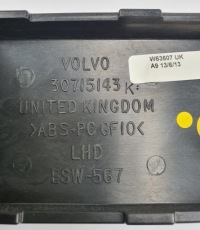 VOLVO
30715143 K
UNITED KINGDOM
>ABS-PC GF10<
LHD
ESW-567
W63607 UK
A9 13/6/13